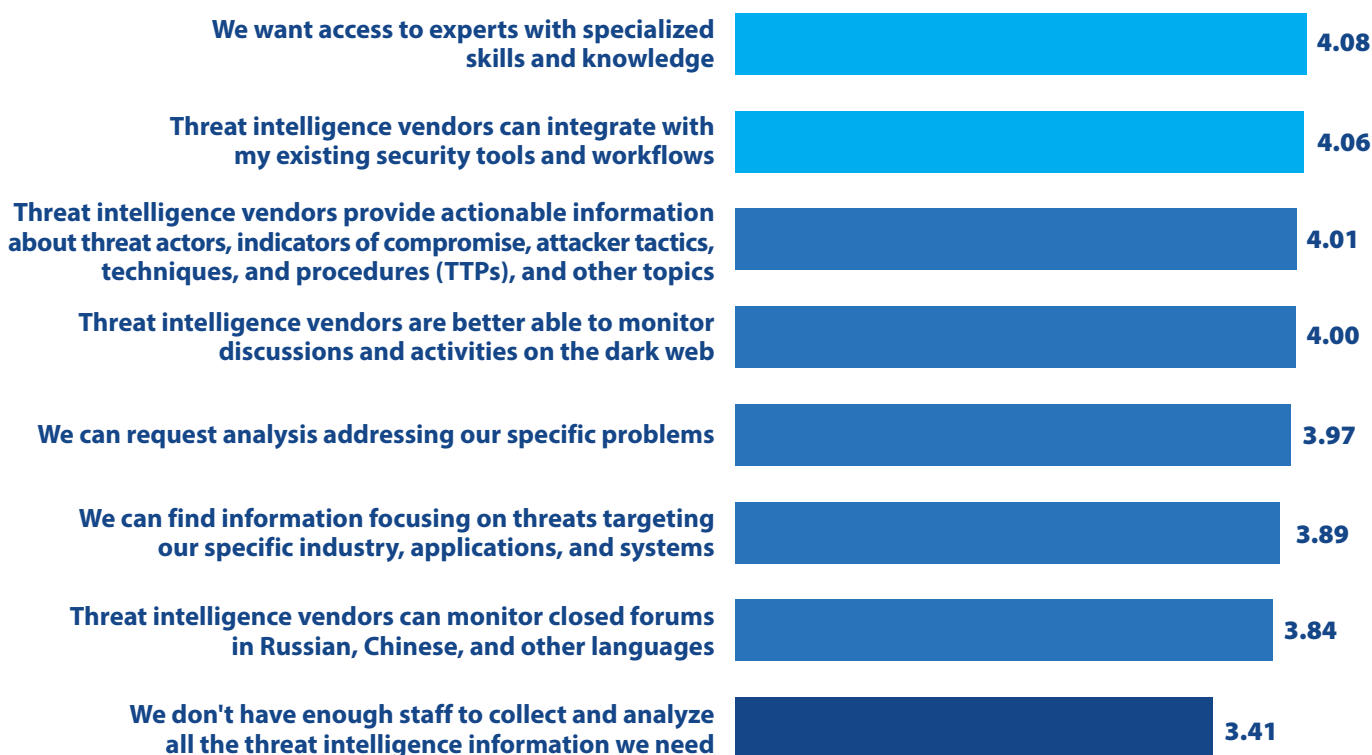 We want access to experts with specialized
skills and knowledge
4.08
Threat intelligence vendors can integrate with
my existing security tools and workflows
4.06
Threat intelligence vendors provide actionable information
about threat actors, indicators of compromise, attacker tactics,
techniques, and procedures (TTPs), and other topics
4.01
Threat intelligence vendors are better able to monitor
discussions and activities on the dark web
4.00
We can request analysis addressing our specific problems
3.97
We can find information focusing on threats targeting
our specific industry, applications, and systems
3.89
Threat intelligence vendors can monitor closed forums
in Russian, Chinese, and other languages
3.84
We don't have enough staff to collect and analyze
all the threat intelligence information we need
3.41